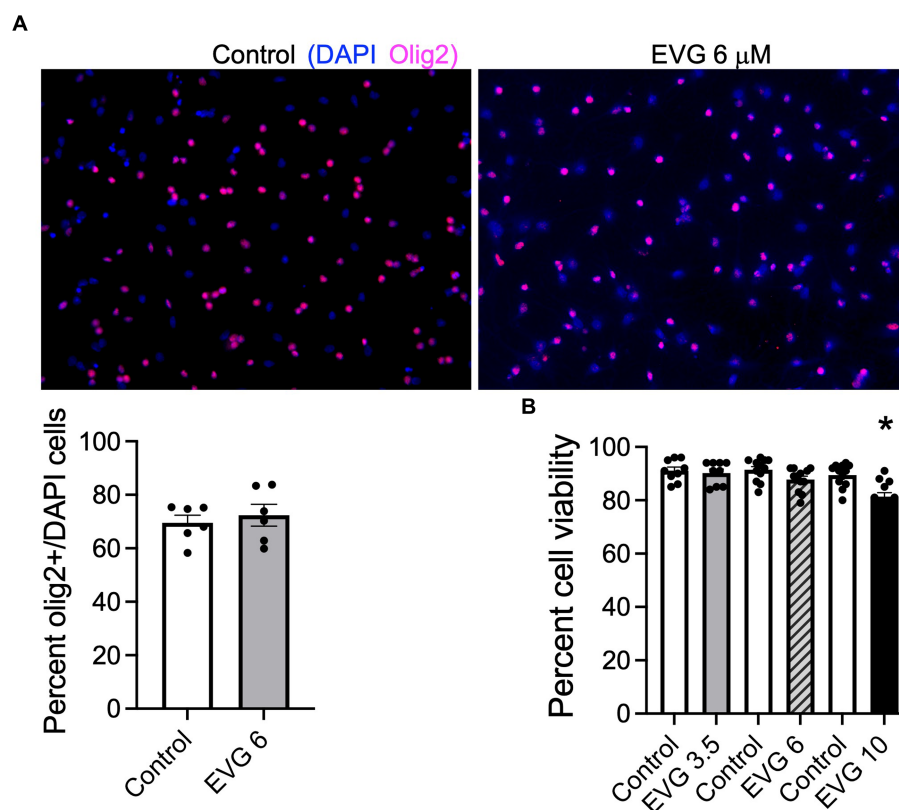 A
Control (DAPI Olig2)
EVG 6 μM
Percent olig2+/DAPI cells
100
80
60
40
20
0
Control
EVG 6
B
*
Percent cell viability
100
80
60
40
20
0
Control
EVG 3.5
Control
EVG 6
Control
EVG 10